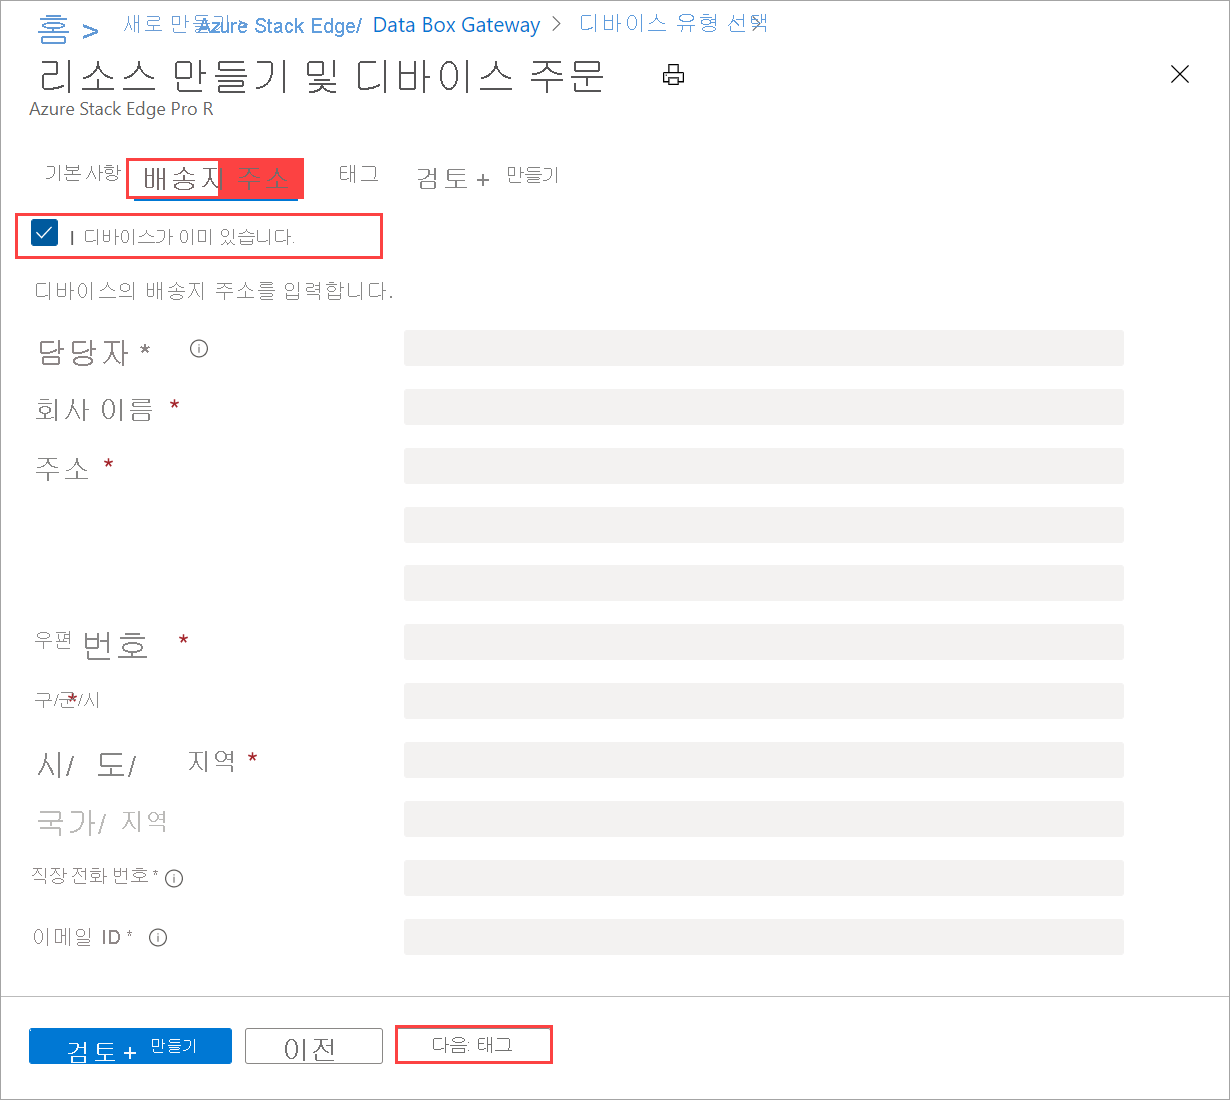 홈 > 새로 만들기 > Azure Stack Edge/ Data Box Gateway > 디바이스 유형 선택
리소스 만들기 및 디바이스 주문
Azure Stack Edge Pro R
기본 사항 배송지 주소 태그 검토 + 만들기
I 디바이스가 이미 있습니다.
디바이스의 배송지 주소를 입력합니다.
담당자 *
회사 이름 *
주소 *
우편 번호 *
구/군/시 *
시/ 도/ 지역 *
국가/ 지역
직장 전화 번호 *
이메일 ID *
검토 + 만들기 이전 다음: 태그